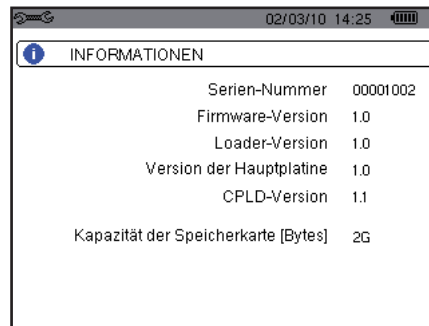 02/03/10 14:25
INFORMATIONEN
Serien-Nummer 00001002
Firmware-Version 1.0
Loader-Version 1.0
Version der Hauptplatine 1.0
CPLD-Version 1.1
Kapazität der Speicherkarte [Bytes] 2G